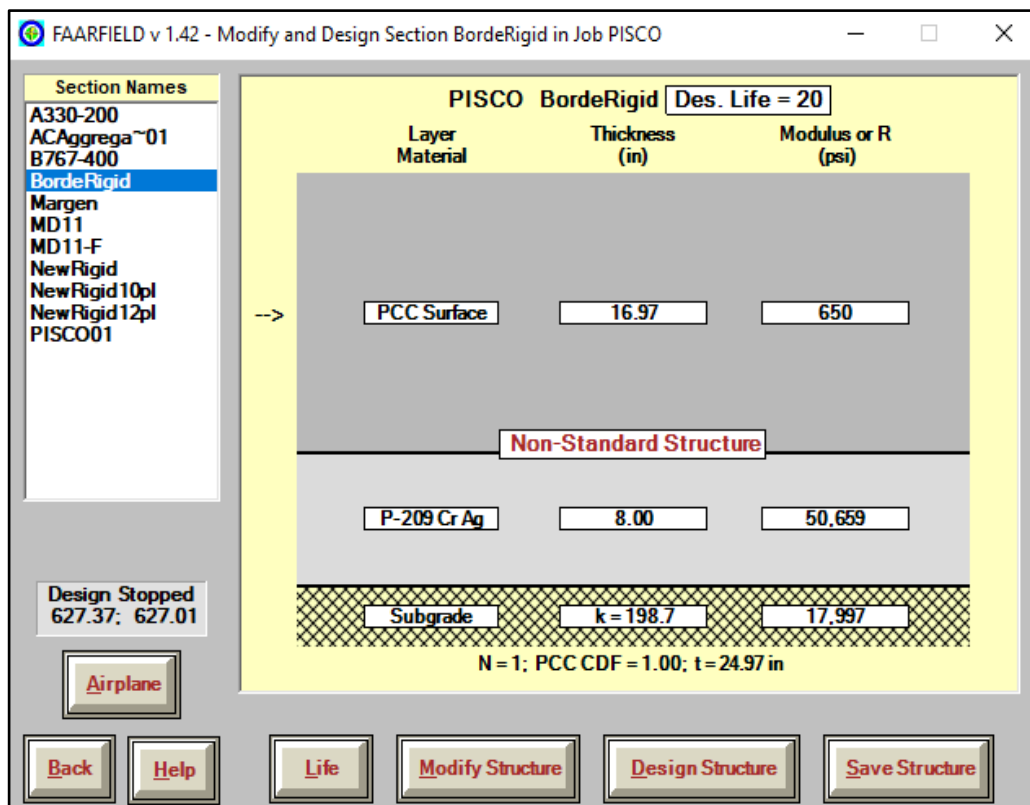 FAARFIELD v 1.42 - Modify and Design Section BordeRigid in Job PISCO
Section Names
A330-200
ACAggrega~01
B767-400
BordeRigid
Margen
MD11
MD11-F
NewRigid
NewRigid10pl
NewRigid12pl
PISCO01
PISCO BordeRigid Des. Life = 20
Layer Material Thickness (in) Modulus or R (psi)
--> PCC Surface 16.97 650
Non-Standard Structure
P-209 Cr Ag 8.00 50,659
Subgrade k = 198.7 17,997
N = 1; PCC CDF = 1.00; t = 24.97 in
Design Stopped
627.37; 627.01
Airplane
Back Help Life Modify Structure Design Structure Save Structure